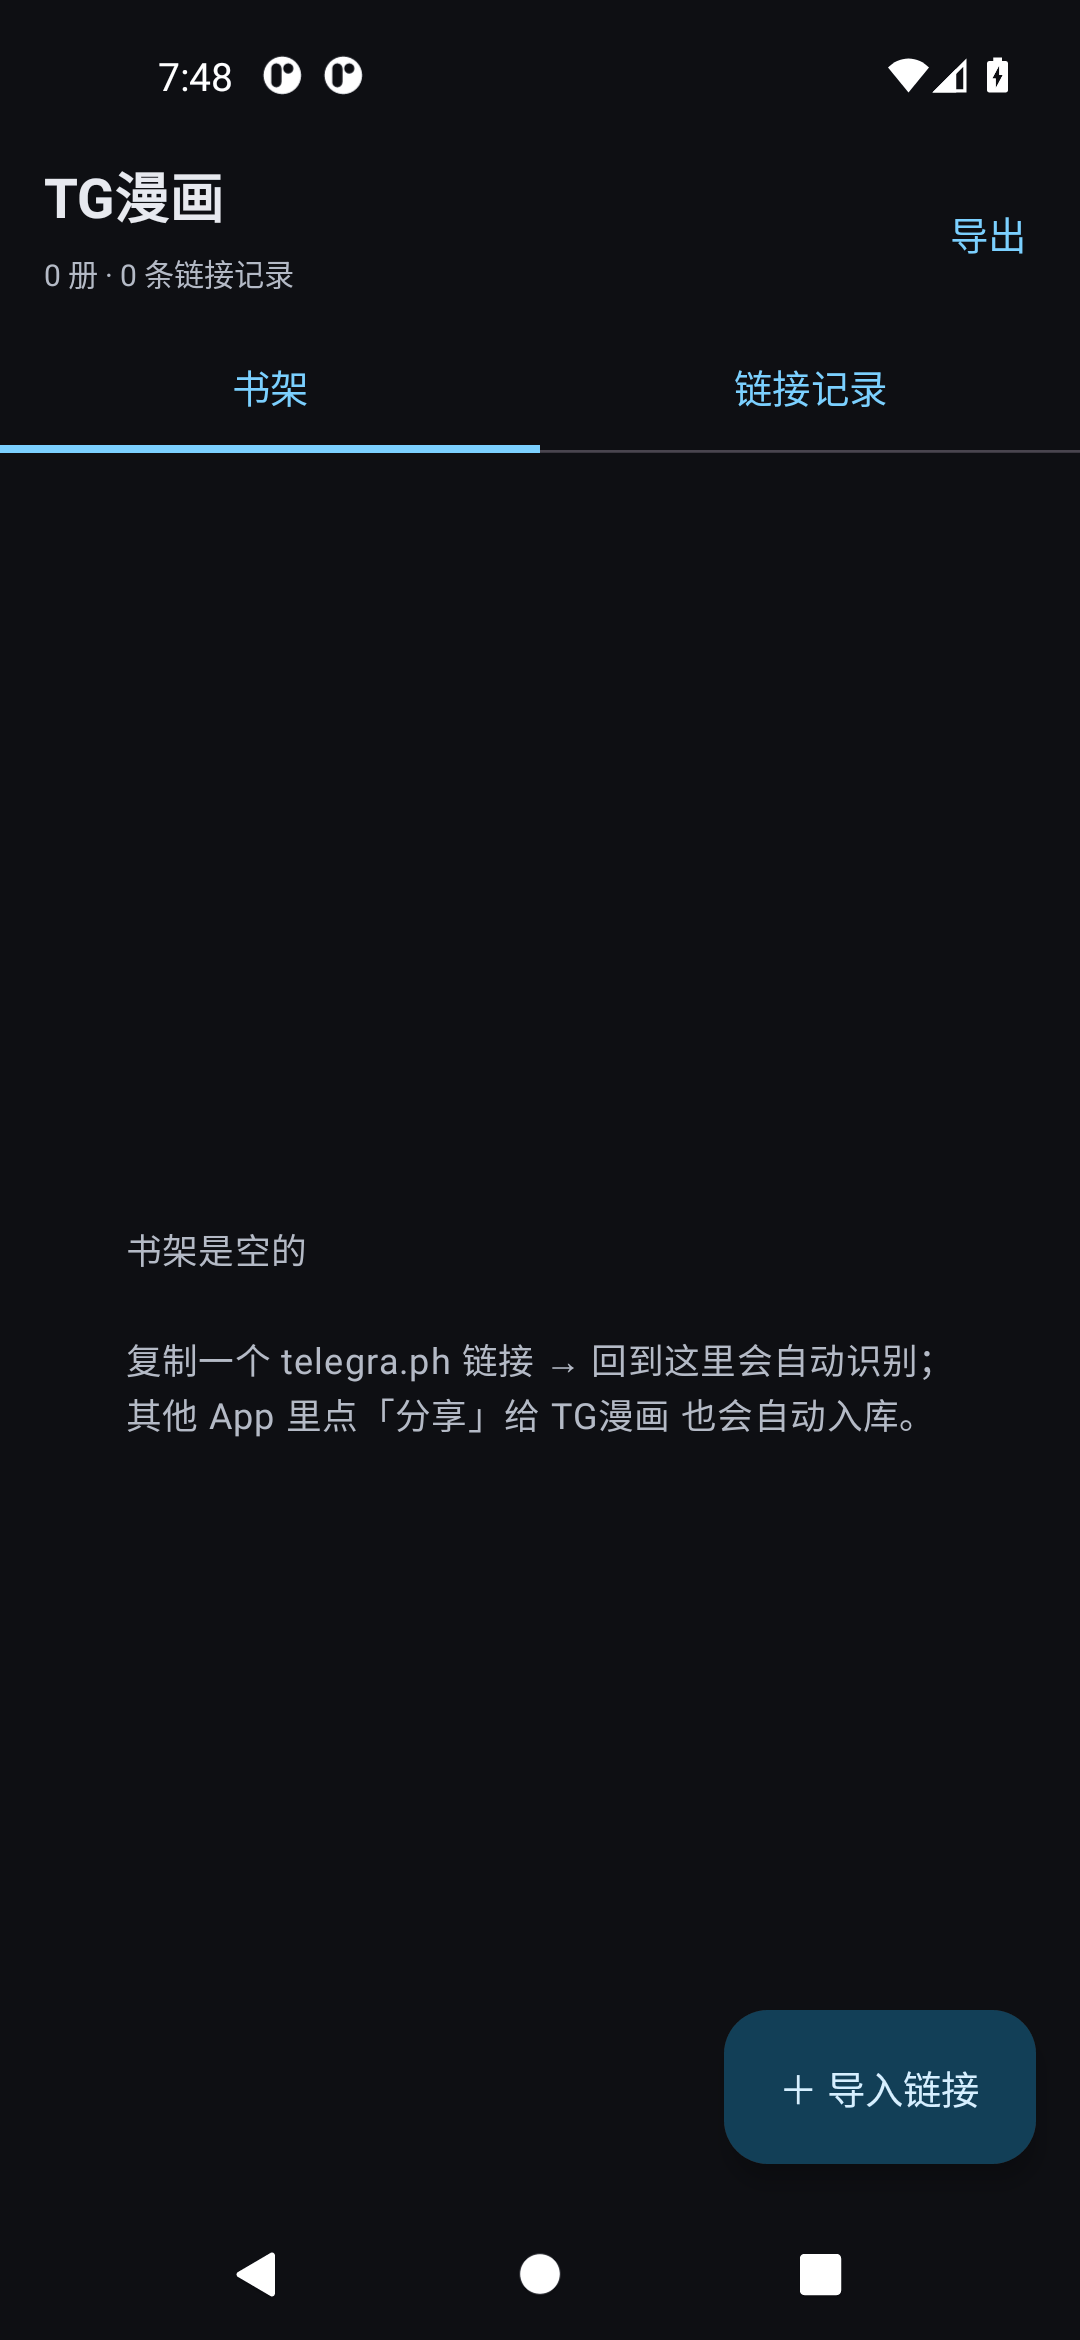 7:48
TG漫画
0 册 · 0 条链接记录
导出
书架
链接记录
书架是空的
复制一个 telegra.ph 链接 → 回到这里会自动识别；
其他 App 里点「分享」给 TG漫画 也会自动入库。
＋ 导入链接